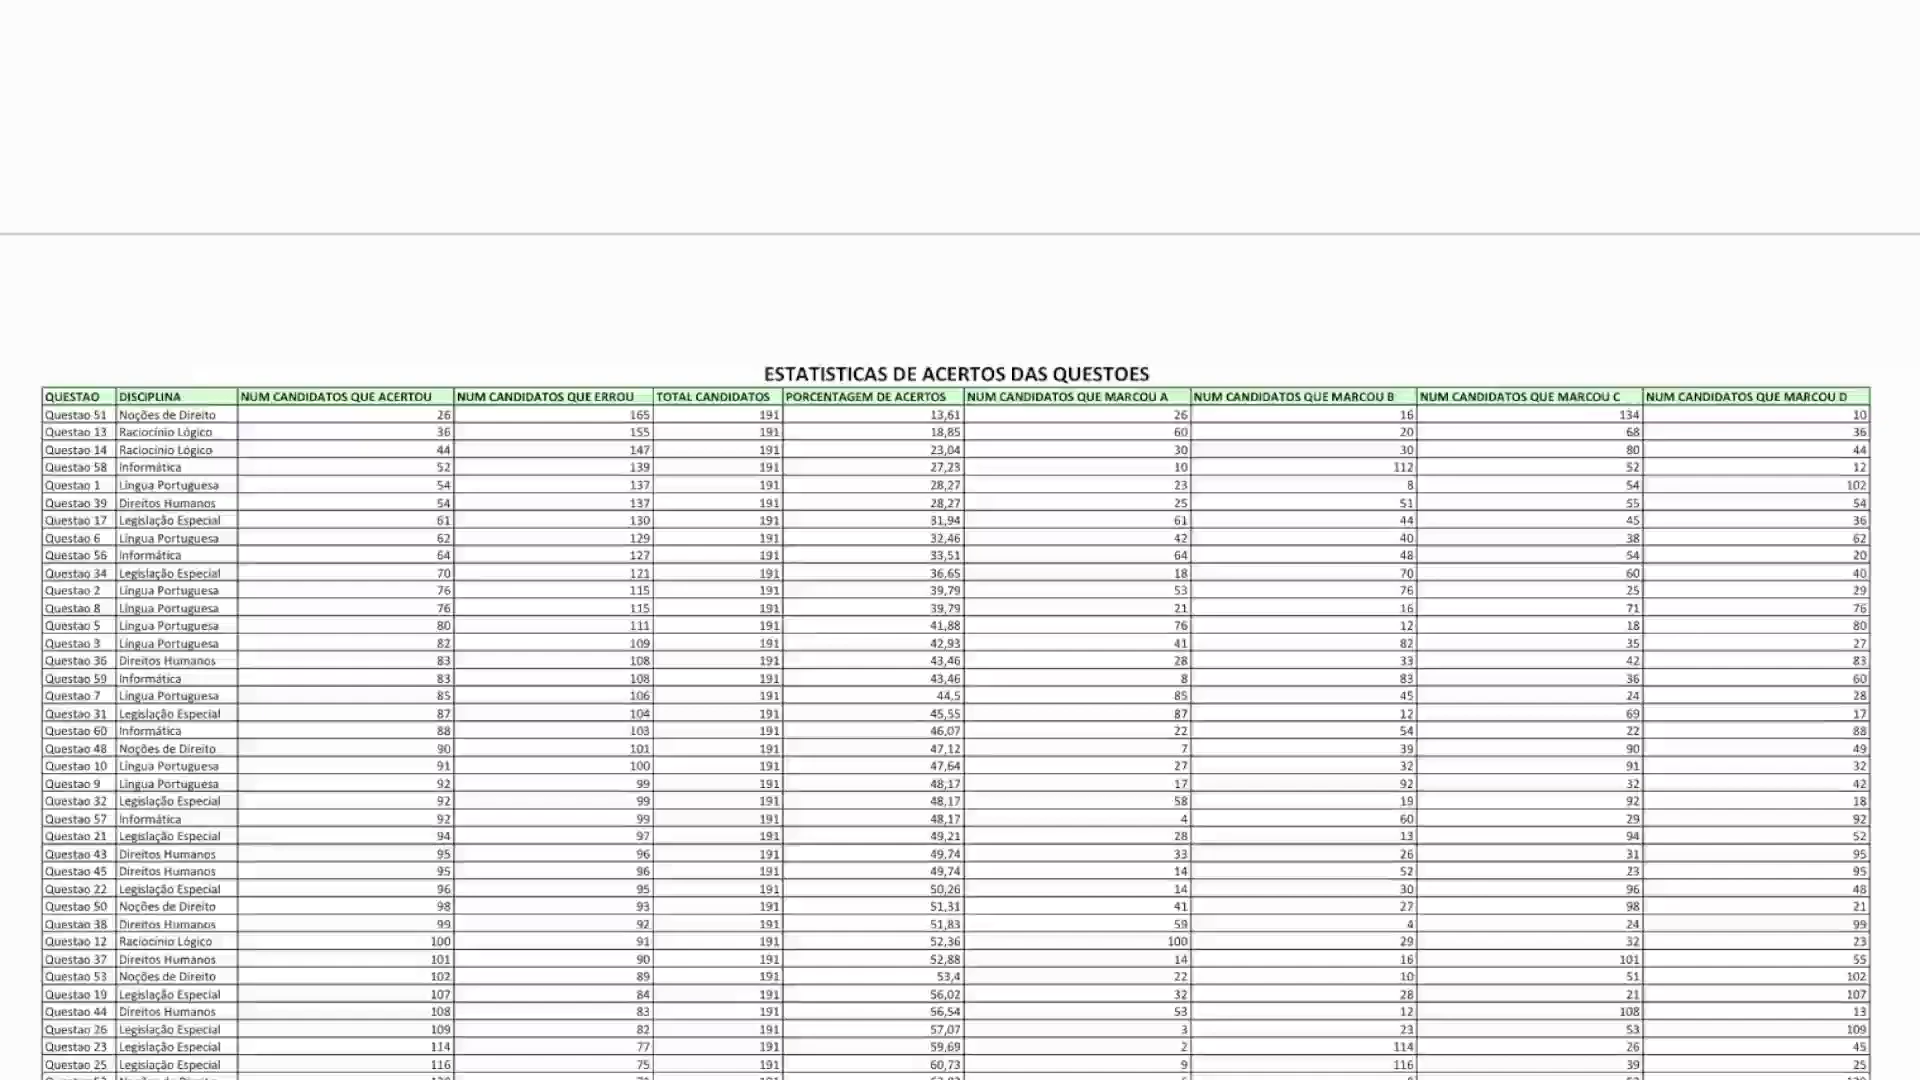 ESTATISTICAS DE ACERTOS DAS QUESTOES
QUESTAO DISCIPLINA NUM CANDIDATOS QUE ACERTOU NUM CANDIDATOS QUE ERROU TOTAL CANDIDATOS PORCENTAGEM DE ACERTOS NUM CANDIDATOS QUE MARCOU A NUM CANDIDATOS QUE MARCOU B NUM CANDIDATOS QUE MARCOU C NUM CANDIDATOS QUE MARCOU D
Questao 51 Noções de Direito 26 165 191 13,61 26 16 134 10
Questao 13 Raciocínio Lógico 36 155 191 18,85 60 20 68 36
Questao 14 Raciocínio Lógico 44 147 191 23,04 30 30 80 44
Questao 58 Informática 52 139 191 27,23 10 112 52 12
Questao 1 Língua Portuguesa 54 137 191 28,27 23 8 54 102
Questao 39 Direitos Humanos 54 137 191 28,27 25 51 55 54
Questao 17 Legislação Especial 61 130 191 31,94 61 44 45 36
Questao 6 Língua Portuguesa 62 129 191 32,46 42 40 38 62
Questao 56 Informática 64 127 191 33,51 64 48 54 20
Questao 34 Legislação Especial 70 121 191 36,65 18 70 60 40
Questao 2 Língua Portuguesa 76 115 191 39,79 53 76 25 29
Questao 8 Língua Portuguesa 76 115 191 39,79 21 16 71 76
Questao 5 Língua Portuguesa 80 111 191 41,88 76 12 18 80
Questao 3 Língua Portuguesa 82 109 191 42,93 41 82 35 27
Questao 36 Direitos Humanos 83 108 191 43,46 28 33 42 83
Questao 59 Informática 83 108 191 43,46 8 83 36 60
Questao 7 Língua Portuguesa 85 106 191 44,5 85 45 24 28
Questao 31 Legislação Especial 87 104 191 45,55 87 12 69 17
Questao 60 Informática 88 103 191 46,07 22 54 22 88
Questao 48 Noções de Direito 90 101 191 47,12 7 39 90 49
Questao 10 Língua Portuguesa 91 100 191 47,64 27 32 91 32
Questao 9 Língua Portuguesa 92 99 191 48,17 17 92 32 42
Questao 32 Legislação Especial 92 99 191 48,17 58 19 92 18
Questao 57 Informática 92 99 191 48,17 4 60 29 92
Questao 21 Legislação Especial 94 97 191 49,21 28 13 94 52
Questao 43 Direitos Humanos 95 96 191 49,74 33 26 31 95
Questao 45 Direitos Humanos 95 96 191 49,74 14 52 23 95
Questao 22 Legislação Especial 96 95 191 50,26 14 30 96 48
Questao 50 Noções de Direito 98 93 191 51,31 41 27 98 21
Questao 38 Direitos Humanos 99 92 191 51,83 59 4 24 99
Questao 12 Raciocínio Lógico 100 91 191 52,36 100 29 32 23
Questao 37 Direitos Humanos 101 90 191 52,88 14 16 101 55
Questao 53 Noções de Direito 102 89 191 53,4 22 10 51 102
Questao 19 Legislação Especial 107 84 191 56,02 32 28 21 107
Questao 44 Direitos Humanos 108 83 191 56,54 53 12 108 13
Questao 26 Legislação Especial 109 82 191 57,07 3 23 53 109
Questao 23 Legislação Especial 114 77 191 59,69 2 114 26 45
Questao 25 Legislação Especial 116 75 191 60,73 9 116 39 25